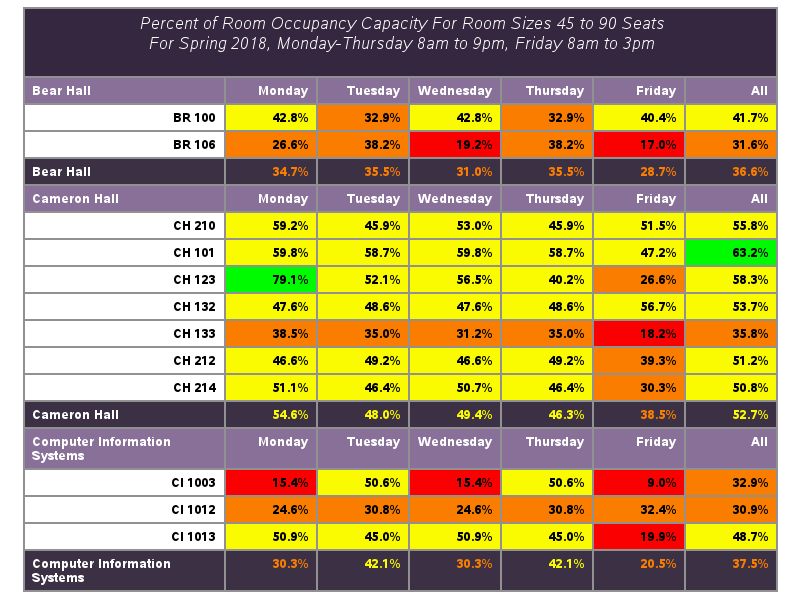 Percent of Room Occupancy Capacity For Room Sizes 45 to 90 Seats
For Spring 2018, Monday-Thursday 8am to 9pm, Friday 8am to 3pm
Bear Hall Monday Tuesday Wednesday Thursday Friday All
BR 100 42.8% 32.9% 42.8% 32.9% 40.4% 41.7%
BR 106 26.6% 38.2% 19.2% 38.2% 17.0% 31.6%
Bear Hall 34.7% 35.5% 31.0% 35.5% 28.7% 36.6%
Cameron Hall Monday Tuesday Wednesday Thursday Friday All
CH 210 59.2% 45.9% 53.0% 45.9% 51.5% 55.8%
CH 101 59.8% 58.7% 59.8% 58.7% 47.2% 63.2%
CH 123 79.1% 52.1% 56.5% 40.2% 26.6% 58.3%
CH 132 47.6% 48.6% 47.6% 48.6% 56.7% 53.7%
CH 133 38.5% 35.0% 31.2% 35.0% 18.2% 35.8%
CH 212 46.6% 49.2% 46.6% 49.2% 39.3% 51.2%
CH 214 51.1% 46.4% 50.7% 46.4% 30.3% 50.8%
Cameron Hall 54.6% 48.0% 49.4% 46.3% 38.5% 52.7%
Computer Information Monday Tuesday Wednesday Thursday Friday All
Systems
CI 1003 15.4% 50.6% 15.4% 50.6% 9.0% 32.9%
CI 1012 24.6% 30.8% 24.6% 30.8% 32.4% 30.9%
CI 1013 50.9% 45.0% 50.9% 45.0% 19.9% 48.7%
Computer Information 30.3% 42.1% 30.3% 42.1% 20.5% 37.5%
Systems